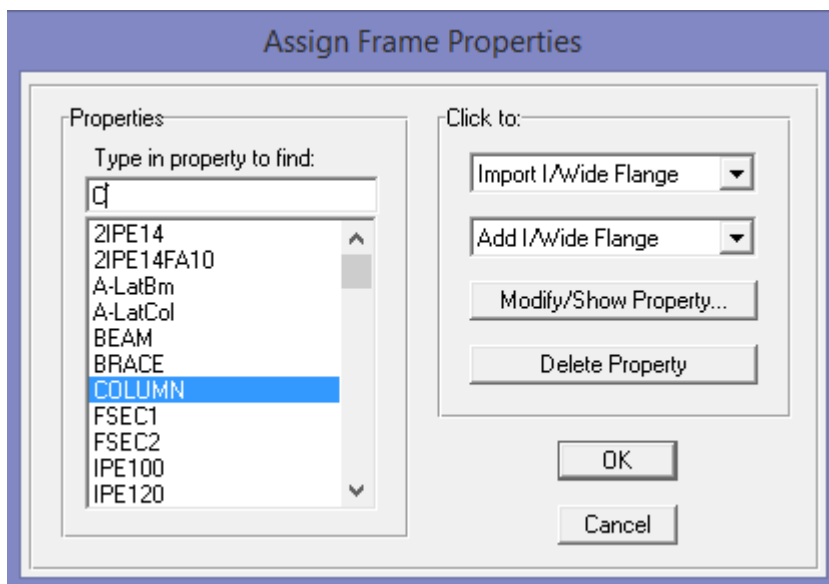 Assign Frame Properties
Properties
Type in property to find:
C
2IPE14
2IPE14FA10
A-LatBm
A-LatCol
BEAM
BRACE
COLUMN
FSEC1
FSEC2
IPE100
IPE120
Click to:
Import I/Wide Flange
Add I/Wide Flange
Modify/Show Property...
Delete Property
OK
Cancel